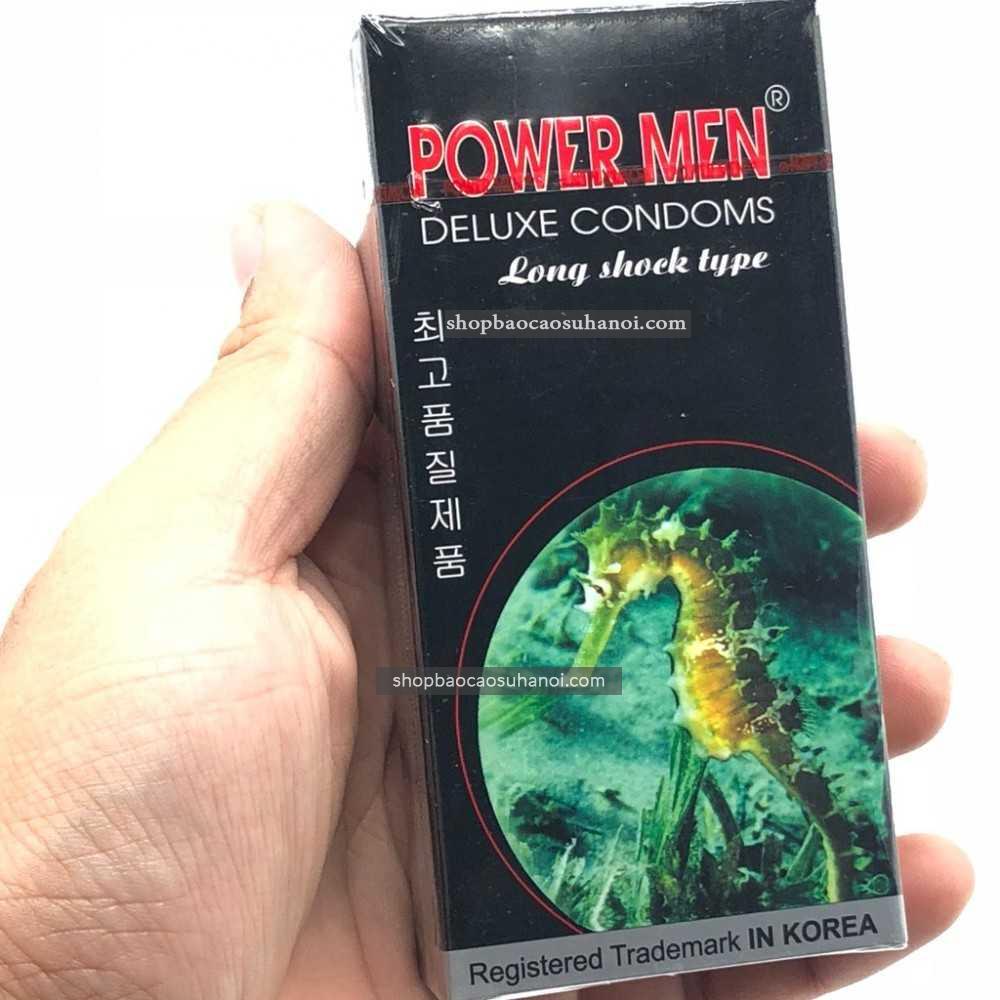 POWER MEN®
DELUXE CONDOMS
Long shock type
최고품질제품
shopbaocaosuhanoi.com
shopbaocaosuhanoi.com
Registered Trademark IN KOREA